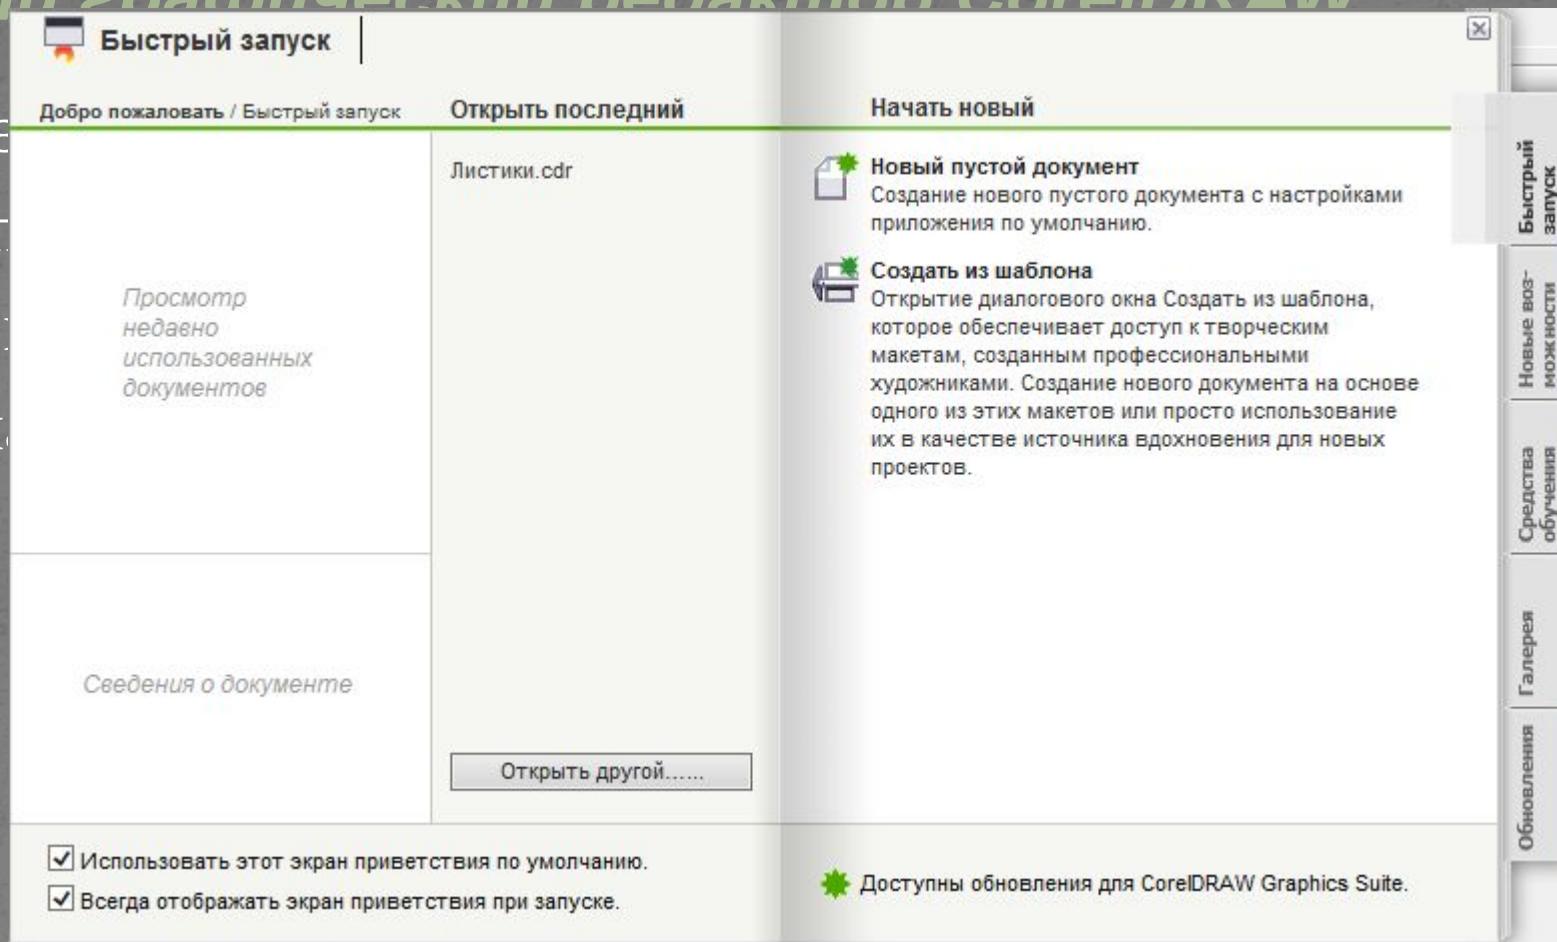 графический редактор CorelDRAW
Быстрый запуск
Добро пожаловать / Быстрый запуск
Открыть последний
Начать новый
Листики.cdr
Просмотр
недавно
использованных
документов
Сведения о документе
Открыть другой......
Новый пустой документ
Создание нового пустого документа с настройками
приложения по умолчанию.
Создать из шаблона
Открытие диалогового окна Создать из шаблона,
которое обеспечивает доступ к творческим
макетам, созданным профессиональными
художниками. Создание нового документа на основе
одного из этих макетов или просто использование
их в качестве источника вдохновения для новых
проектов.
Быстрый
запуск
Новые воз-
можности
Средства
обучения
Галерея
Обновления
Использовать этот экран приветствия по умолчанию.
Всегда отображать экран приветствия при запуске.
Доступны обновления для CorelDRAW Graphics Suite.